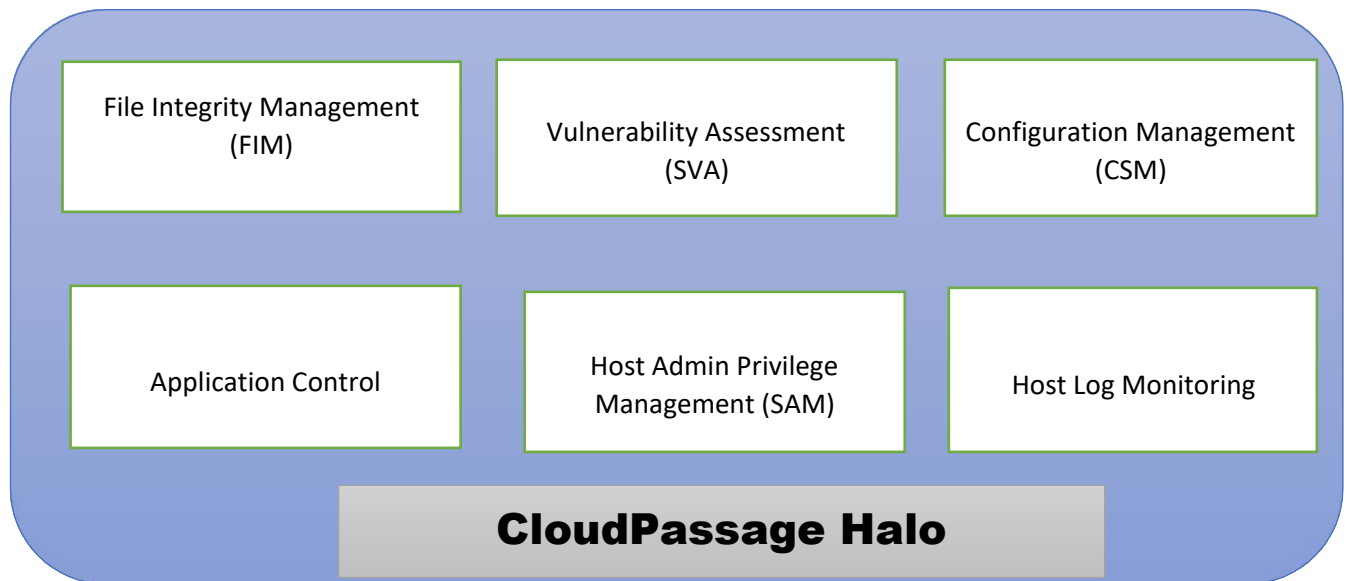 File Integrity Management
(FIM)
Vulnerability Assessment
(SVA)
Configuration Management
(CSM)
Application Control
Host Admin Privilege
Management (SAM)
Host Log Monitoring
CloudPassage Halo